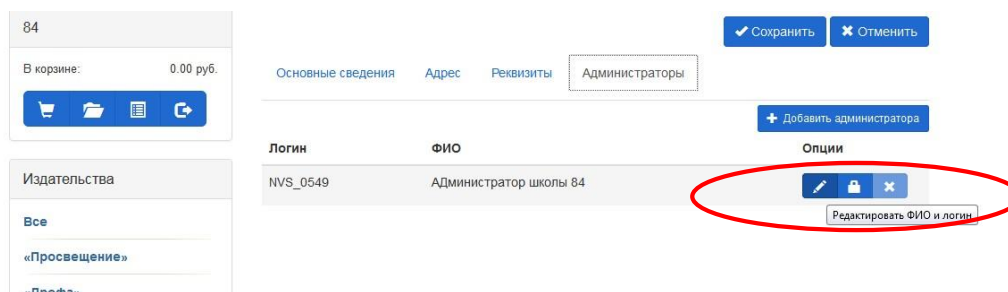 84
В корзине: 0.00 руб.
Издательства
Все
«Просвещение»
«Дрофа»
Сохранить Отменить
Основные сведения Адрес Реквизиты Администраторы
Добавить администратора
Логин ФИО Опции
NVS_0549 АДминистратор школы 84
Редактировать ФИО и логин